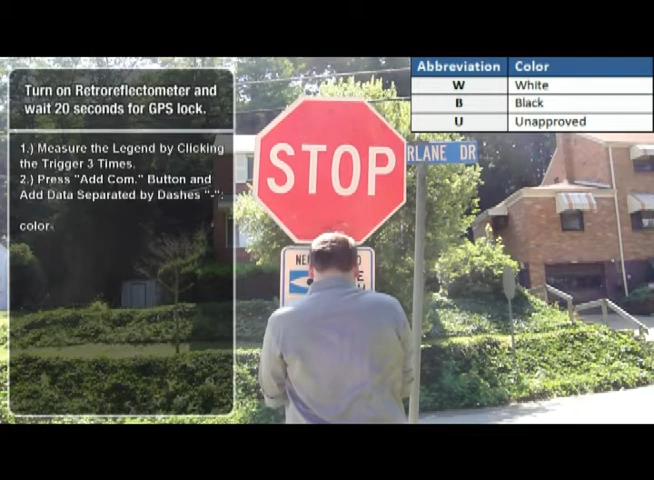 Turn on Retroreflectometer and
wait 20 seconds for GPS lock.
1.) Measure the Legend by Clicking
the Trigger 3 Times.
2.) Press "Add Com." Button and
Add Data Separated by Dashes "-":
color
Abbreviation Color
W White
B Black
U Unapproved
STOP
RLANE DR